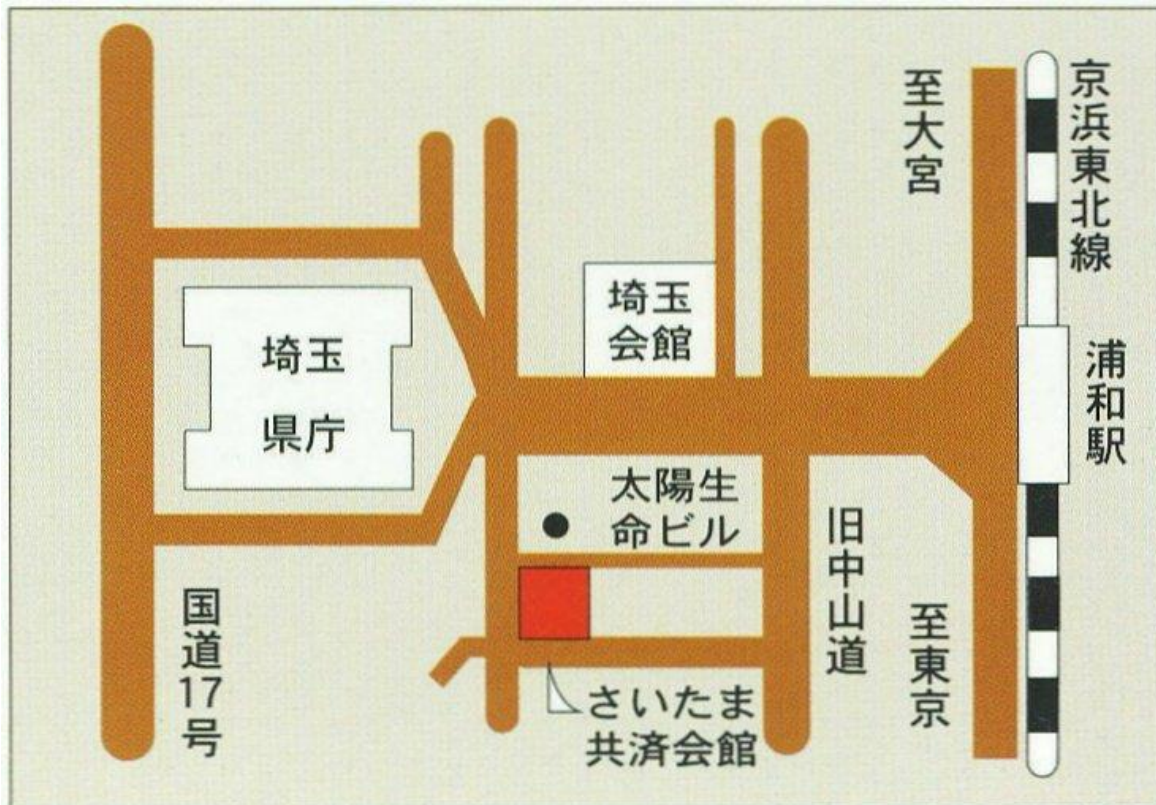 京浜東北線
至大宮
埼玉
会館
埼玉
県庁
浦和駅
太陽生
命ビル
旧中山道
国道17号
至東京
さいたま
共済会館